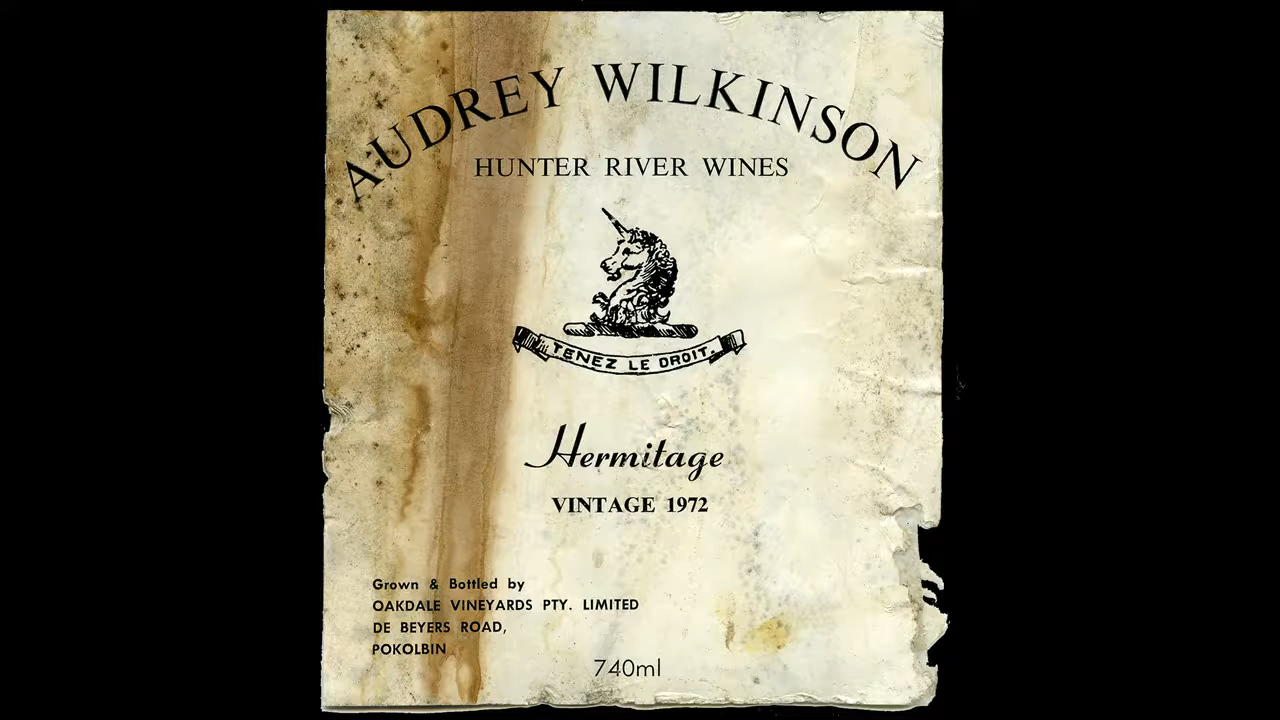 AUDREY WILKINSON
HUNTER RIVER WINES
TENEZ LE DROIT.
Hermitage
VINTAGE 1972
Grown & Bottled by
OAKDALE VINEYARDS PTY. LIMITED
DE BEYERS ROAD,
POKOLBIN
740ml